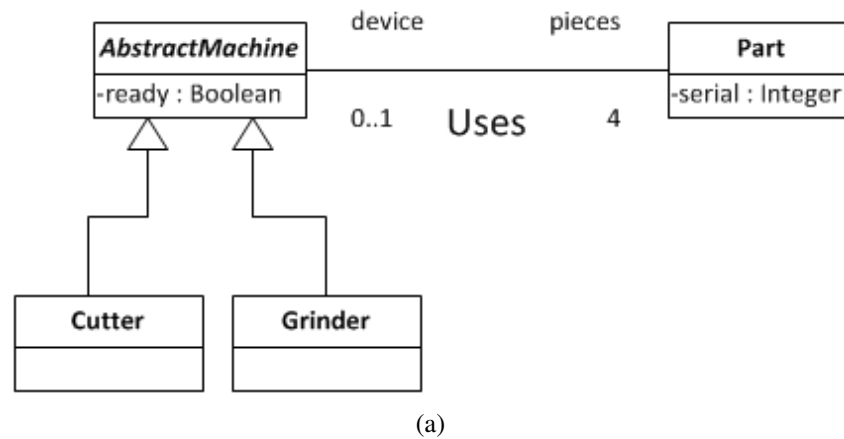 device pieces
AbstractMachine
Part
-ready : Boolean
-serial : Integer
0..1 Uses 4
Cutter
Grinder
(a)